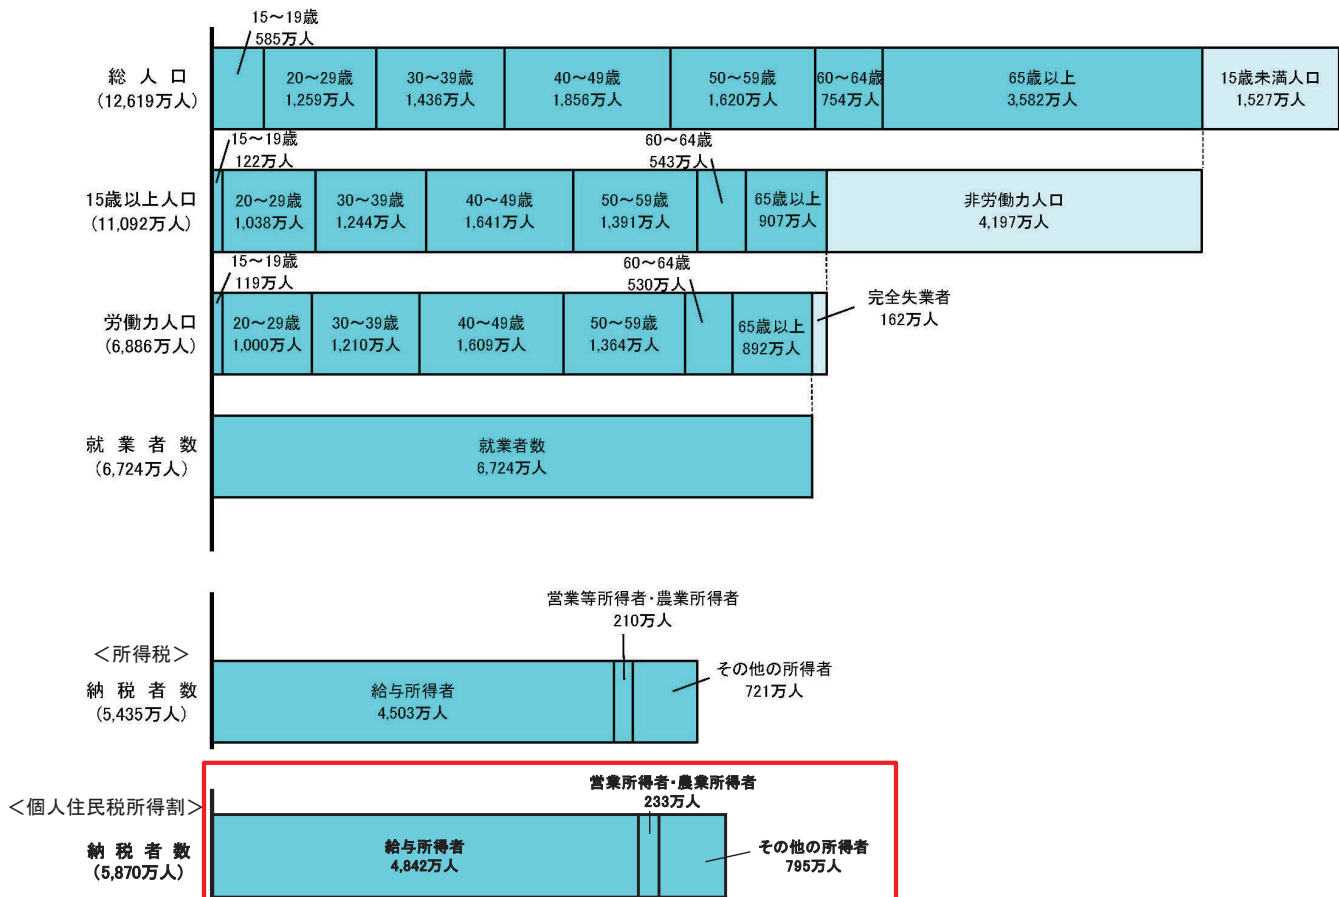 15～19歳
585万人
総人口
(12,619万人)
20～29歳
1,259万人
30～39歳
1,436万人
40～49歳
1,856万人
50～59歳
1,620万人
60～64歳
754万人
65歳以上
3,582万人
15歳未満人口
1,527万人
15～19歳
122万人
60～64歳
543万人
15歳以上人口
(11,092万人)
20～29歳
1,038万人
30～39歳
1,244万人
40～49歳
1,641万人
50～59歳
1,391万人
65歳以上
907万人
非労働力人口
4,197万人
15～19歳
119万人
60～64歳
530万人
労働力人口
(6,886万人)
20～29歳
1,000万人
30～39歳
1,210万人
40～49歳
1,609万人
50～59歳
1,364万人
65歳以上
892万人
完全失業者
162万人
就業者数
(6,724万人)
就業者数
6,724万人
営業等所得者・農業所得者
210万人
＜所得税＞
納税者数
(5,435万人)
給与所得者
4,503万人
その他の所得者
721万人
営業所得者・農業所得者
233万人
＜個人住民税所得割＞
納税者数
(5,870万人)
給与所得者
4,842万人
その他の所得者
795万人